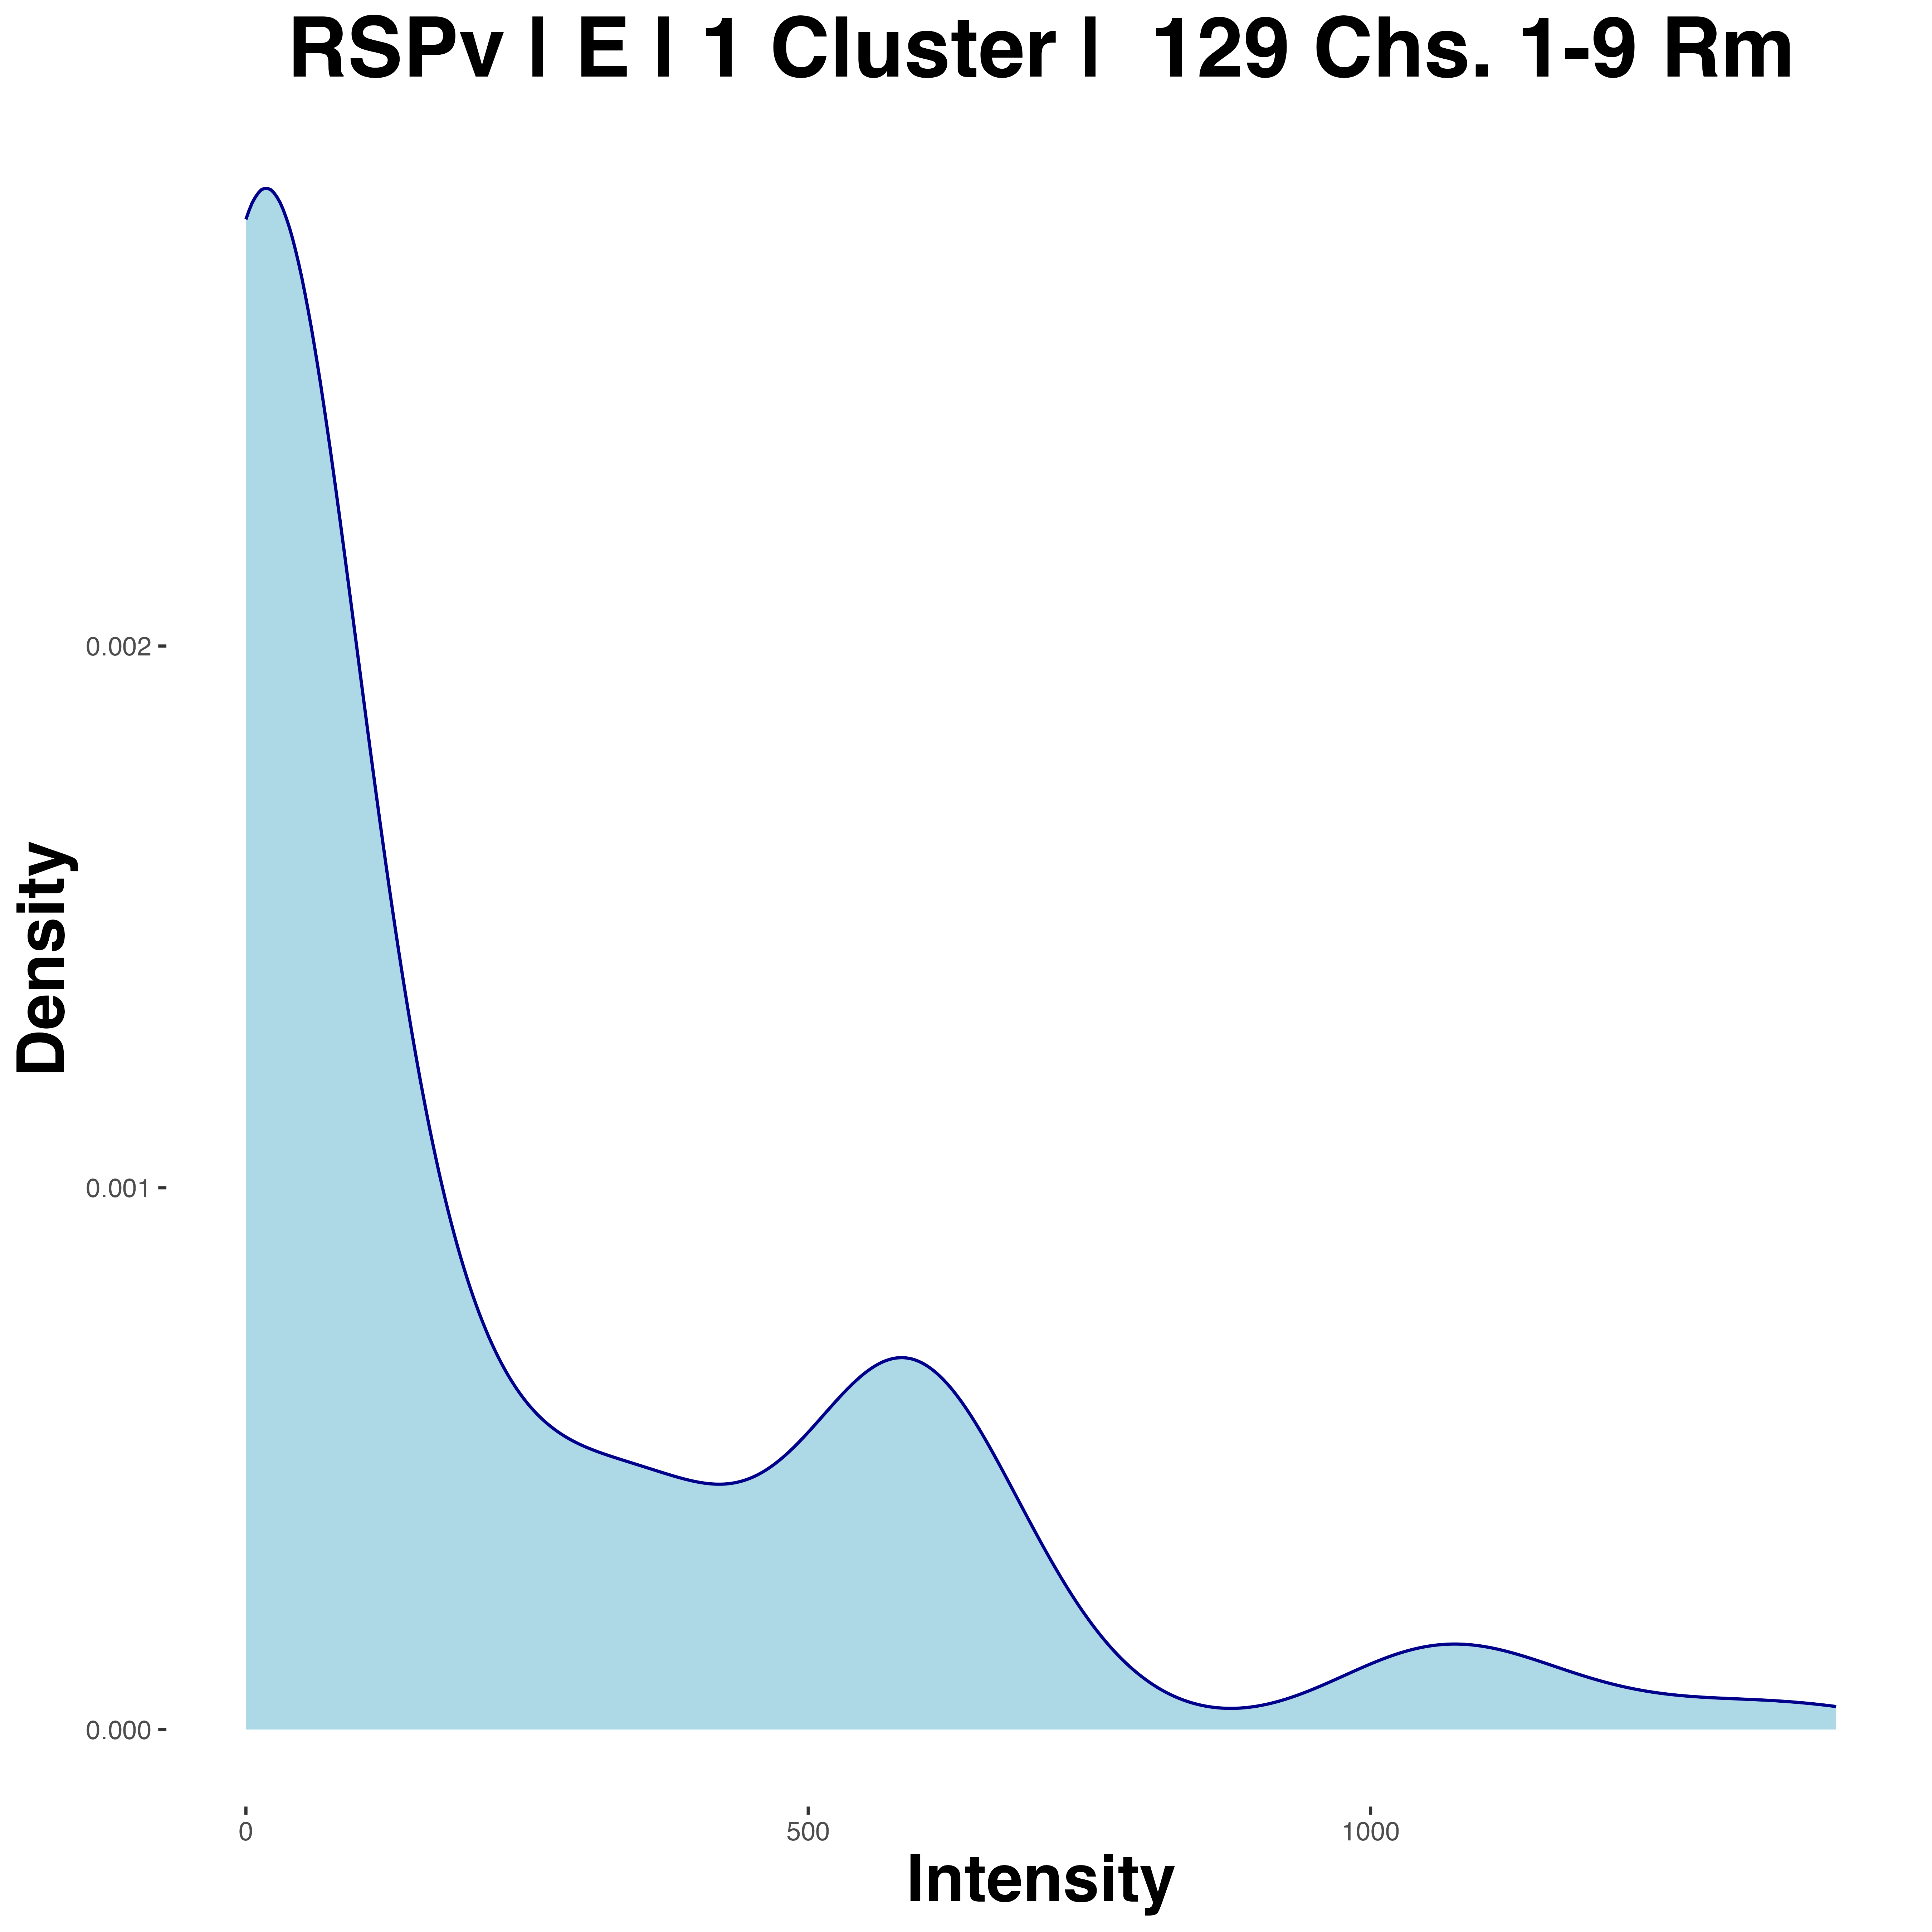 RSPv | E | 1 Cluster | 129 Chs. 1-9 Rm
Density
0.002
0.001
0.000
0 500 1000
Intensity